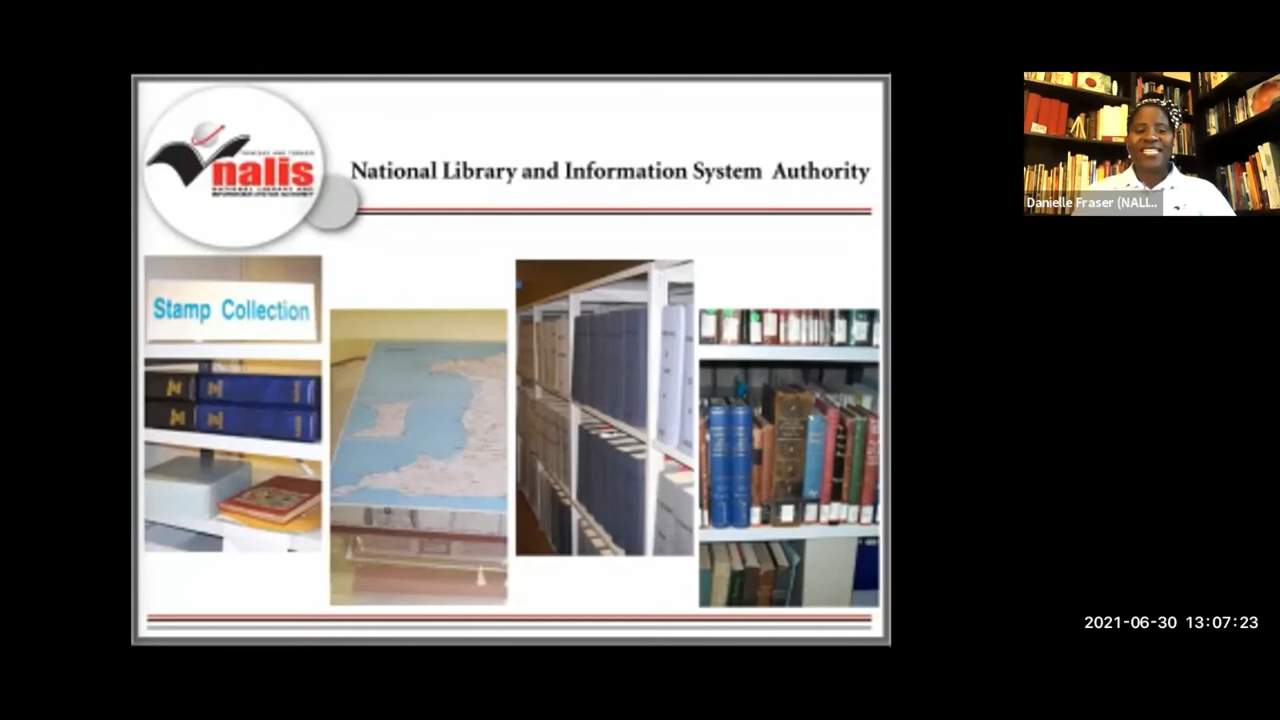 nalis
NATIONAL LIBRARY AND
INFORMATION SYSTEM AUTHORITY
National Library and Information System Authority
Stamp Collection
Danielle Fraser (NALI...
2021-06-30 13:07:23